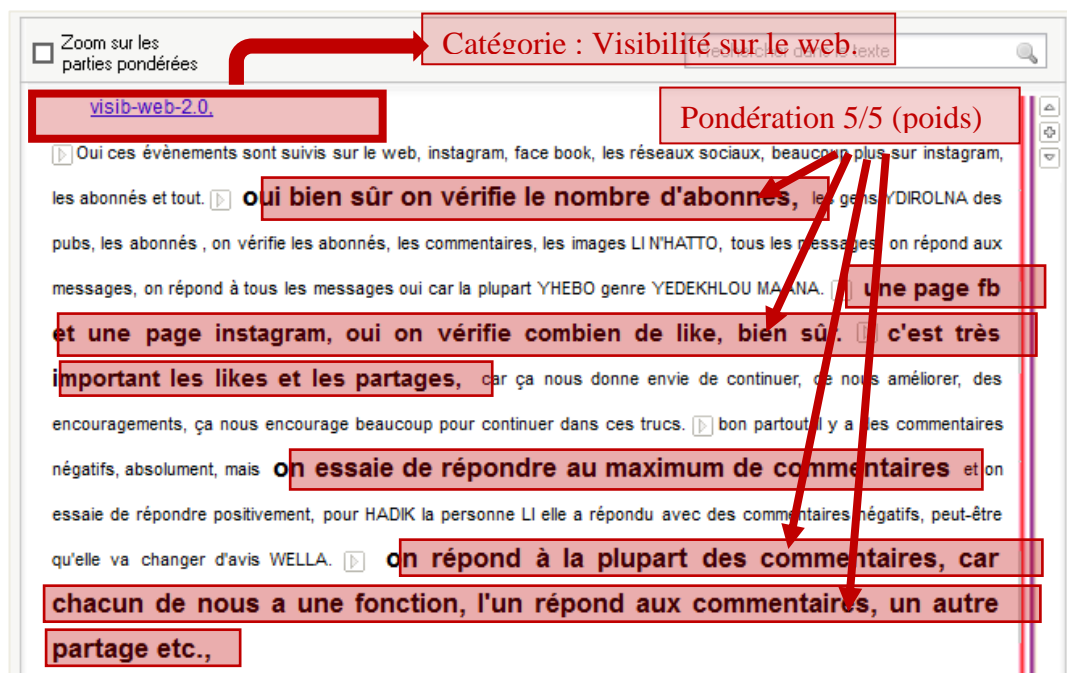 Zoom sur les
parties pondérées
Catégorie : Visibilité sur le web.
Rechercher dans le texte
visib-web-2.0,
Pondération 5/5 (poids)
Oui ces évènements sont suivis sur le web, instagram, face book, les réseaux sociaux, beaucoup plus sur instagram,
les abonnés et tout. oui bien sûr on vérifie le nombre d'abonnés, les gens YDIROLNA des
pubs, les abonnés , on vérifie les abonnés, les commentaires, les images LI N'HATTO, tous les messages, on répond aux
messages, on répond à tous les messages oui car la plupart YHEBO genre YEDEKHLOU MAANA. une page fb
et une page instagram, oui on vérifie combien de like, bien sûr. c'est très
important les likes et les partages, car ça nous donne envie de continuer, de nous améliorer, des
encouragements, ça nous encourage beaucoup pour continuer dans ces trucs. bon partout il y a des commentaires
négatifs, absolument, mais on essaie de répondre au maximum de commentaires et on
essaie de répondre positivement, pour HADIK la personne LI elle a répondu avec des commentaires négatifs, peut-être
qu'elle va changer d'avis WELLA. on répond à la plupart des commentaires, car
chacun de nous a une fonction, l'un répond aux commentaires, un autre
partage etc.,